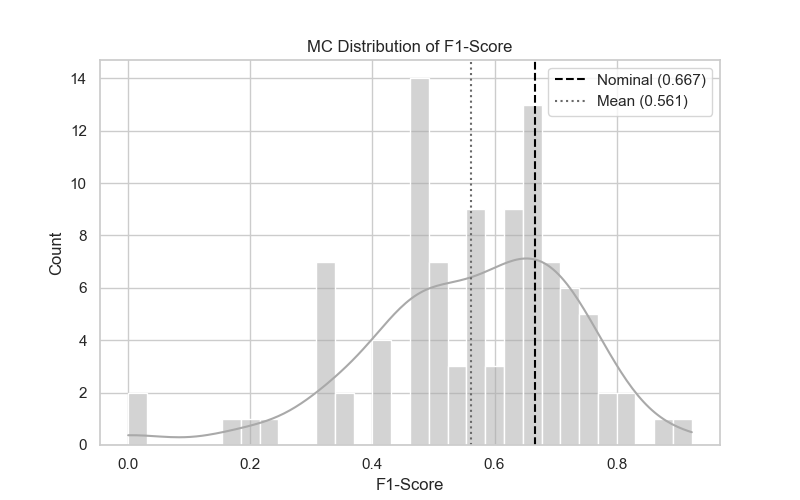 MC Distribution of F1-Score
Nominal (0.667)
Mean (0.561)
14
12
10
8
6
4
2
0
Count
0.0 0.2 0.4 0.6 0.8
F1-Score